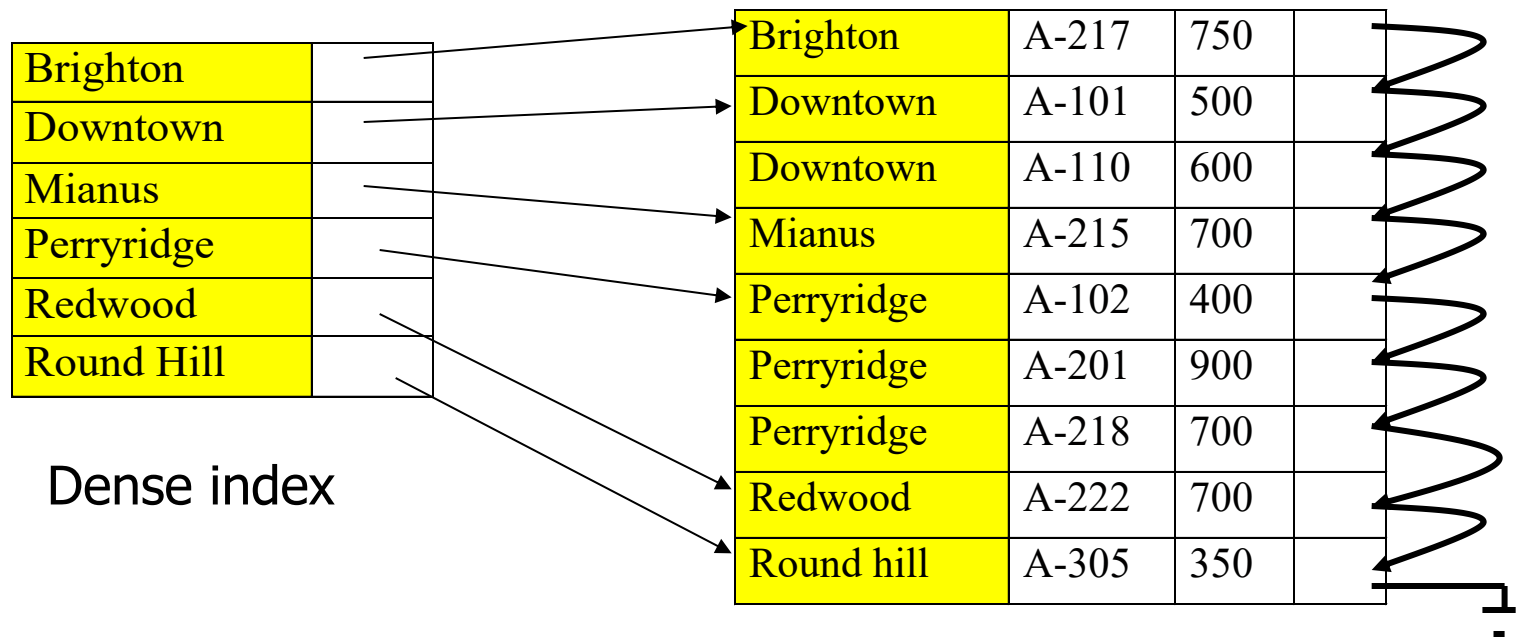 Brighton
Downtown
Mianus
Perryridge
Redwood
Round Hill
Dense index
Brighton A-217 750
Downtown A-101 500
Downtown A-110 600
Mianus A-215 700
Perryridge A-102 400
Perryridge A-201 900
Perryridge A-218 700
Redwood A-222 700
Round hill A-305 350